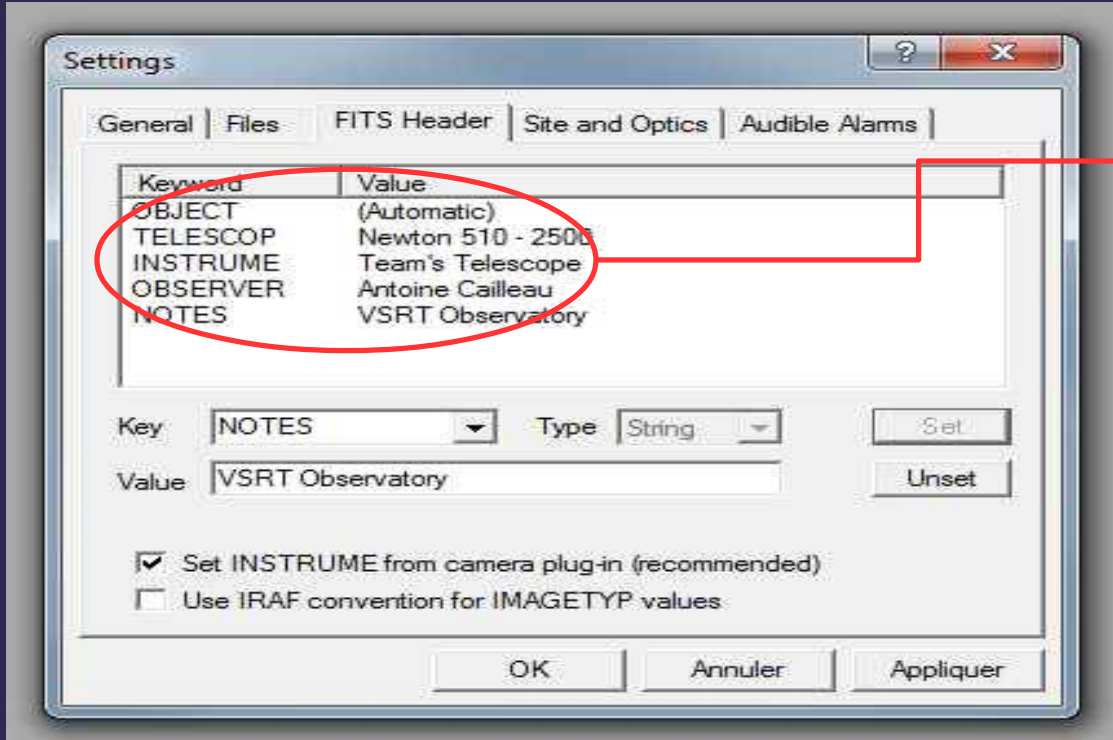 Settings
General Files FITS Header Site and Optics Audible Alarms
Keyword Value
OBJECT (Automatic)
TELESCOP Newton 510 - 2500
INSTRUME Team's Telescope
OBSERVER Antoine Cailleau
NOTES VSRT Observatory
Key NOTES Type String Set
Value VSRT Observatory Unset
Set INSTRUME from camera plug-in (recommended)
Use IRAF convention for IMAGETYP values
OK Annuler Appliquer